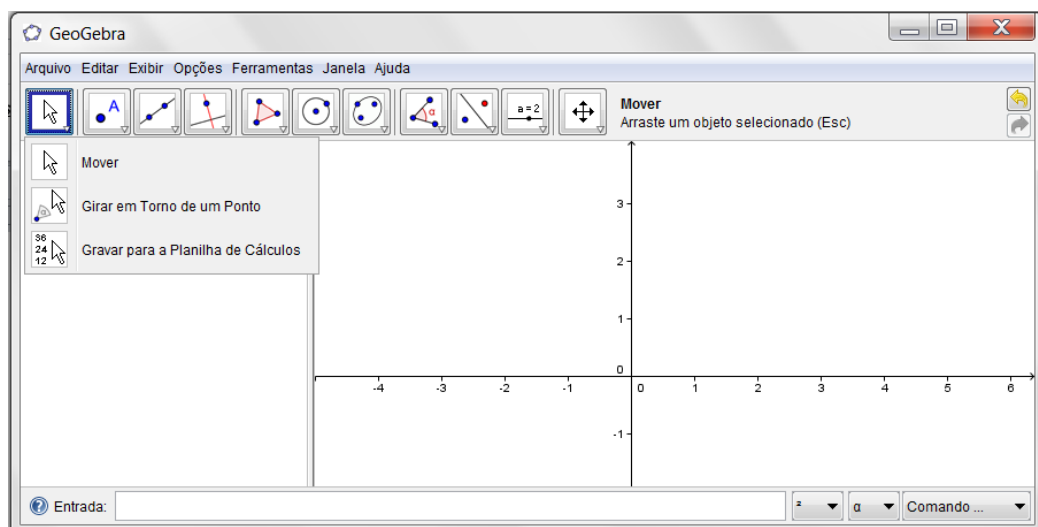 GeoGebra
Arquivo Editar Exibir Opções Ferramentas Janela Ajuda
A
α
a = 2
Mover
Arraste um objeto selecionado (Esc)
Mover
Girar em Torno de um Ponto
36
24
12
Gravar para a Planilha de Cálculos
3
2
1
0
-4 -3 -2 -1 0 1 2 3 4 5 6
-1
Entrada: ² α Comando ...